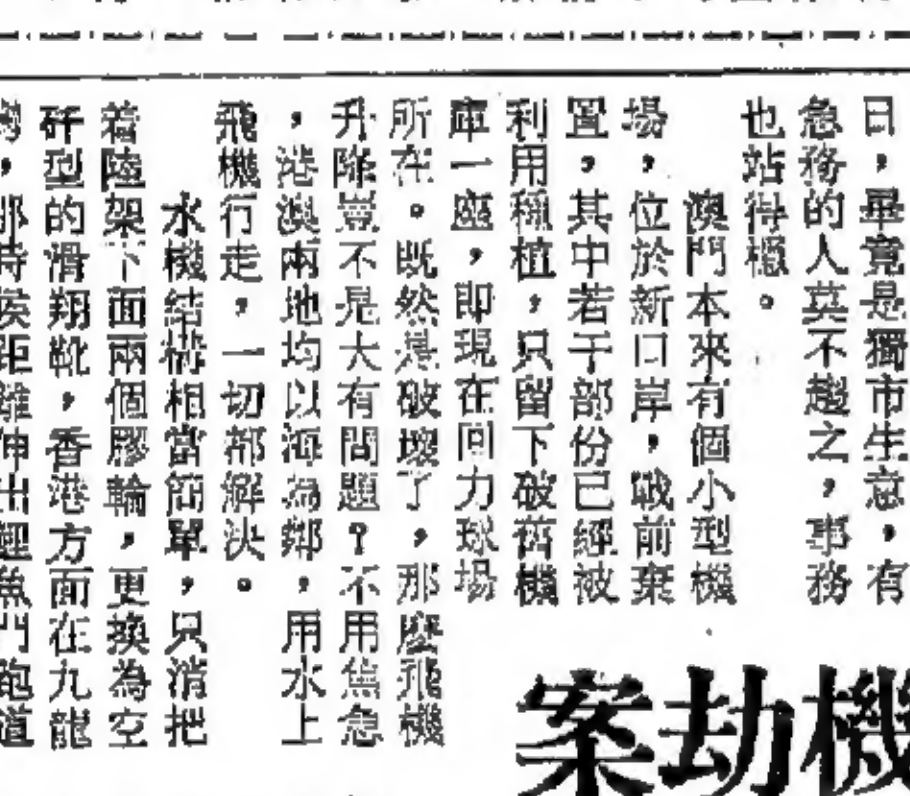 日，畢竟是獨市生意，有
急務的人莫不趨之，事務
也站得穩。
澳門本來有個小型機
場，位於新口岸，戰前棄
置，其中若干部份已經被
利用種植，只留下破舊機
庫一座，即現在回力球場
所在。既然是破壞了，那麼飛機
升降豈不是大有問題？不用焦急
，港澳兩地均以海為鄰，用水上
飛機行走，一切都解決。
水機結構相當簡單，只消把
着陸架下面兩個膠輪，更換為空
矸型的滑翔靴，香港方面在九龍
，那時候距離伸出鯉魚門跑道
機劫案